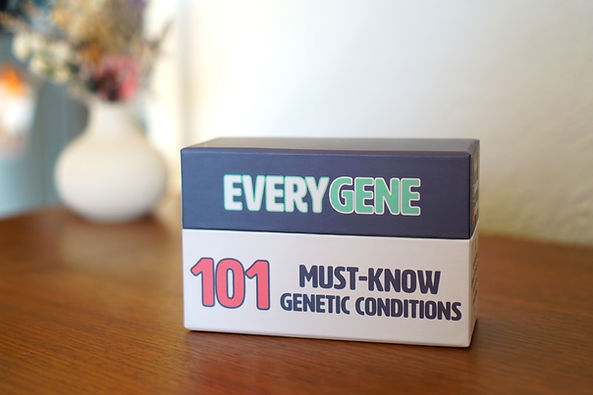 EVERYGENE
101 MUST-KNOW
GENETIC CONDITIONS